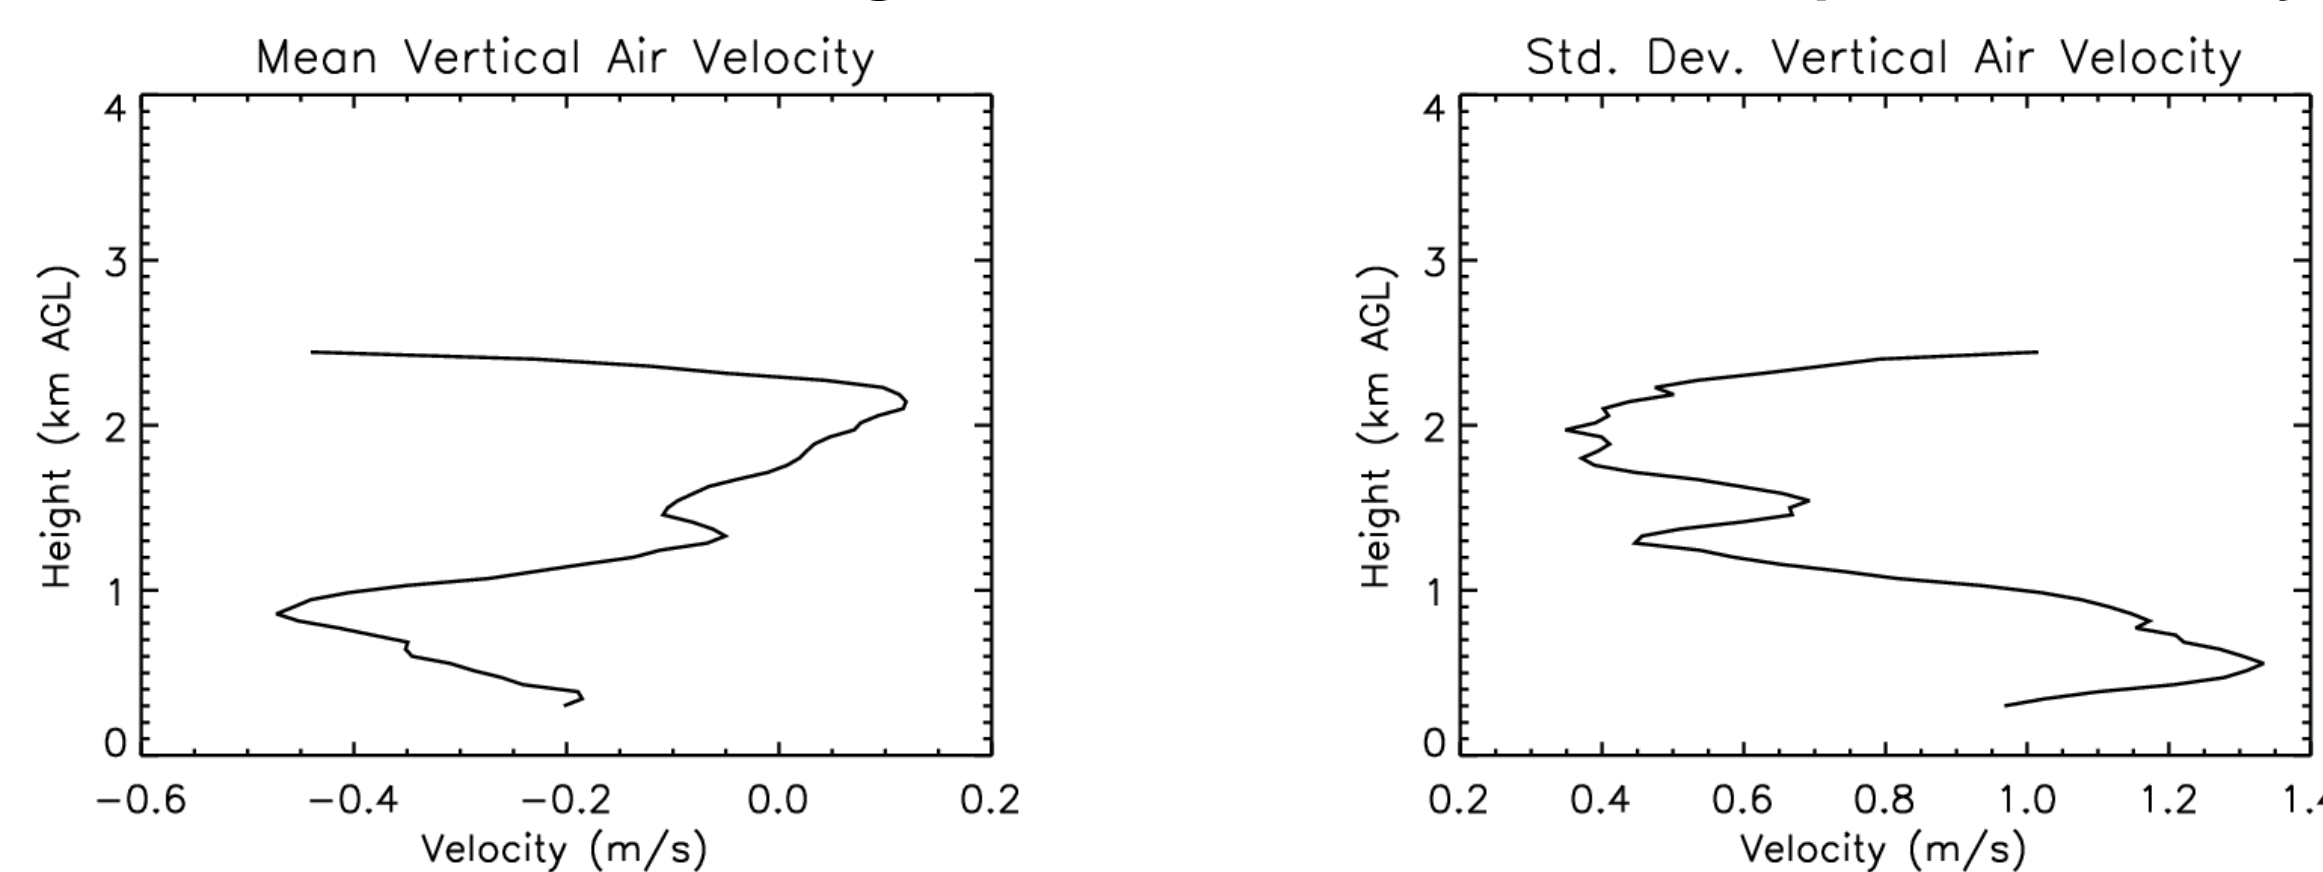 Mean Vertical Air Velocity
4
3
2
1
0
Height (km AGL)
−0.6 −0.4 −0.2 0.0 0.2
Velocity (m/s)
Std. Dev. Vertical Air Velocity
4
3
2
1
0
Height (km AGL)
0.2 0.4 0.6 0.8 1.0 1.2
Velocity (m/s)